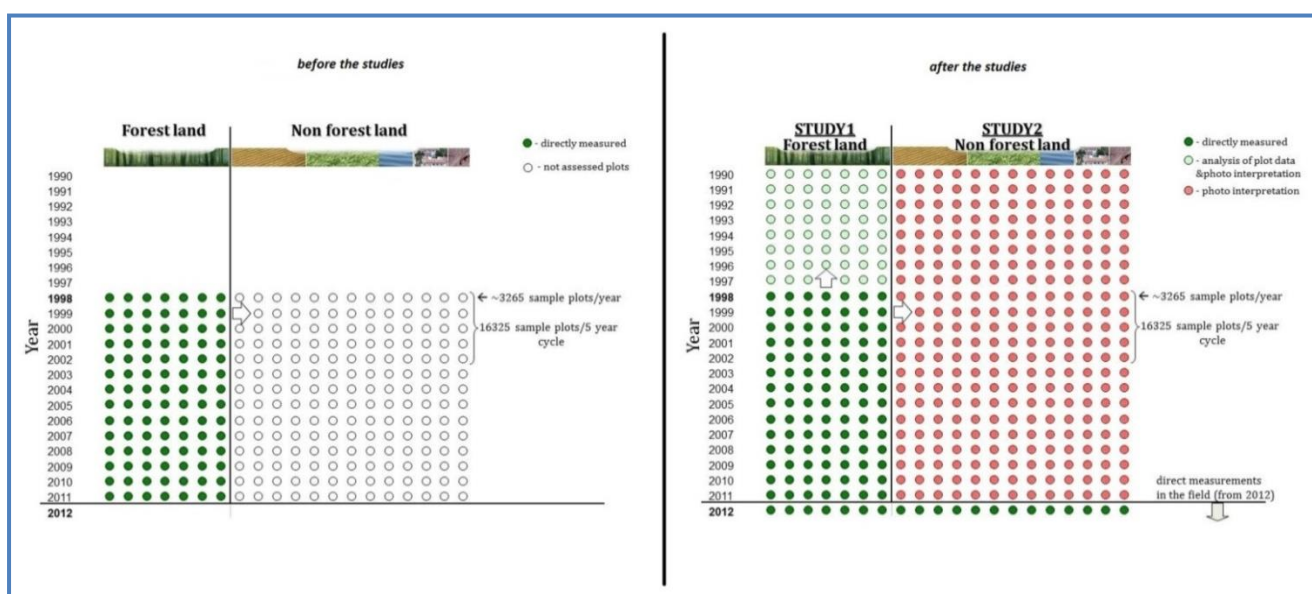 before the studies
Forest land
Non forest land
- directly measured
- not assessed plots
1990
1991
1992
1993
1994
1995
1996
1997
1998
1999
2000
2001
2002
2003
2004
2005
2006
2007
2008
2009
2010
2011
2012
Year
← ~3265 sample plots/year
16325 sample plots/5 year
cycle
after the studies
STUDY1
Forest land
STUDY2
Non forest land
- directly measured
- analysis of plot data
&photo interpretation
- photo interpretation
1990
1991
1992
1993
1994
1995
1996
1997
1998
1999
2000
2001
2002
2003
2004
2005
2006
2007
2008
2009
2010
2011
2012
Year
← ~3265 sample plots/year
16325 sample plots/5 year
cycle
direct measurements
in the field (from 2012)